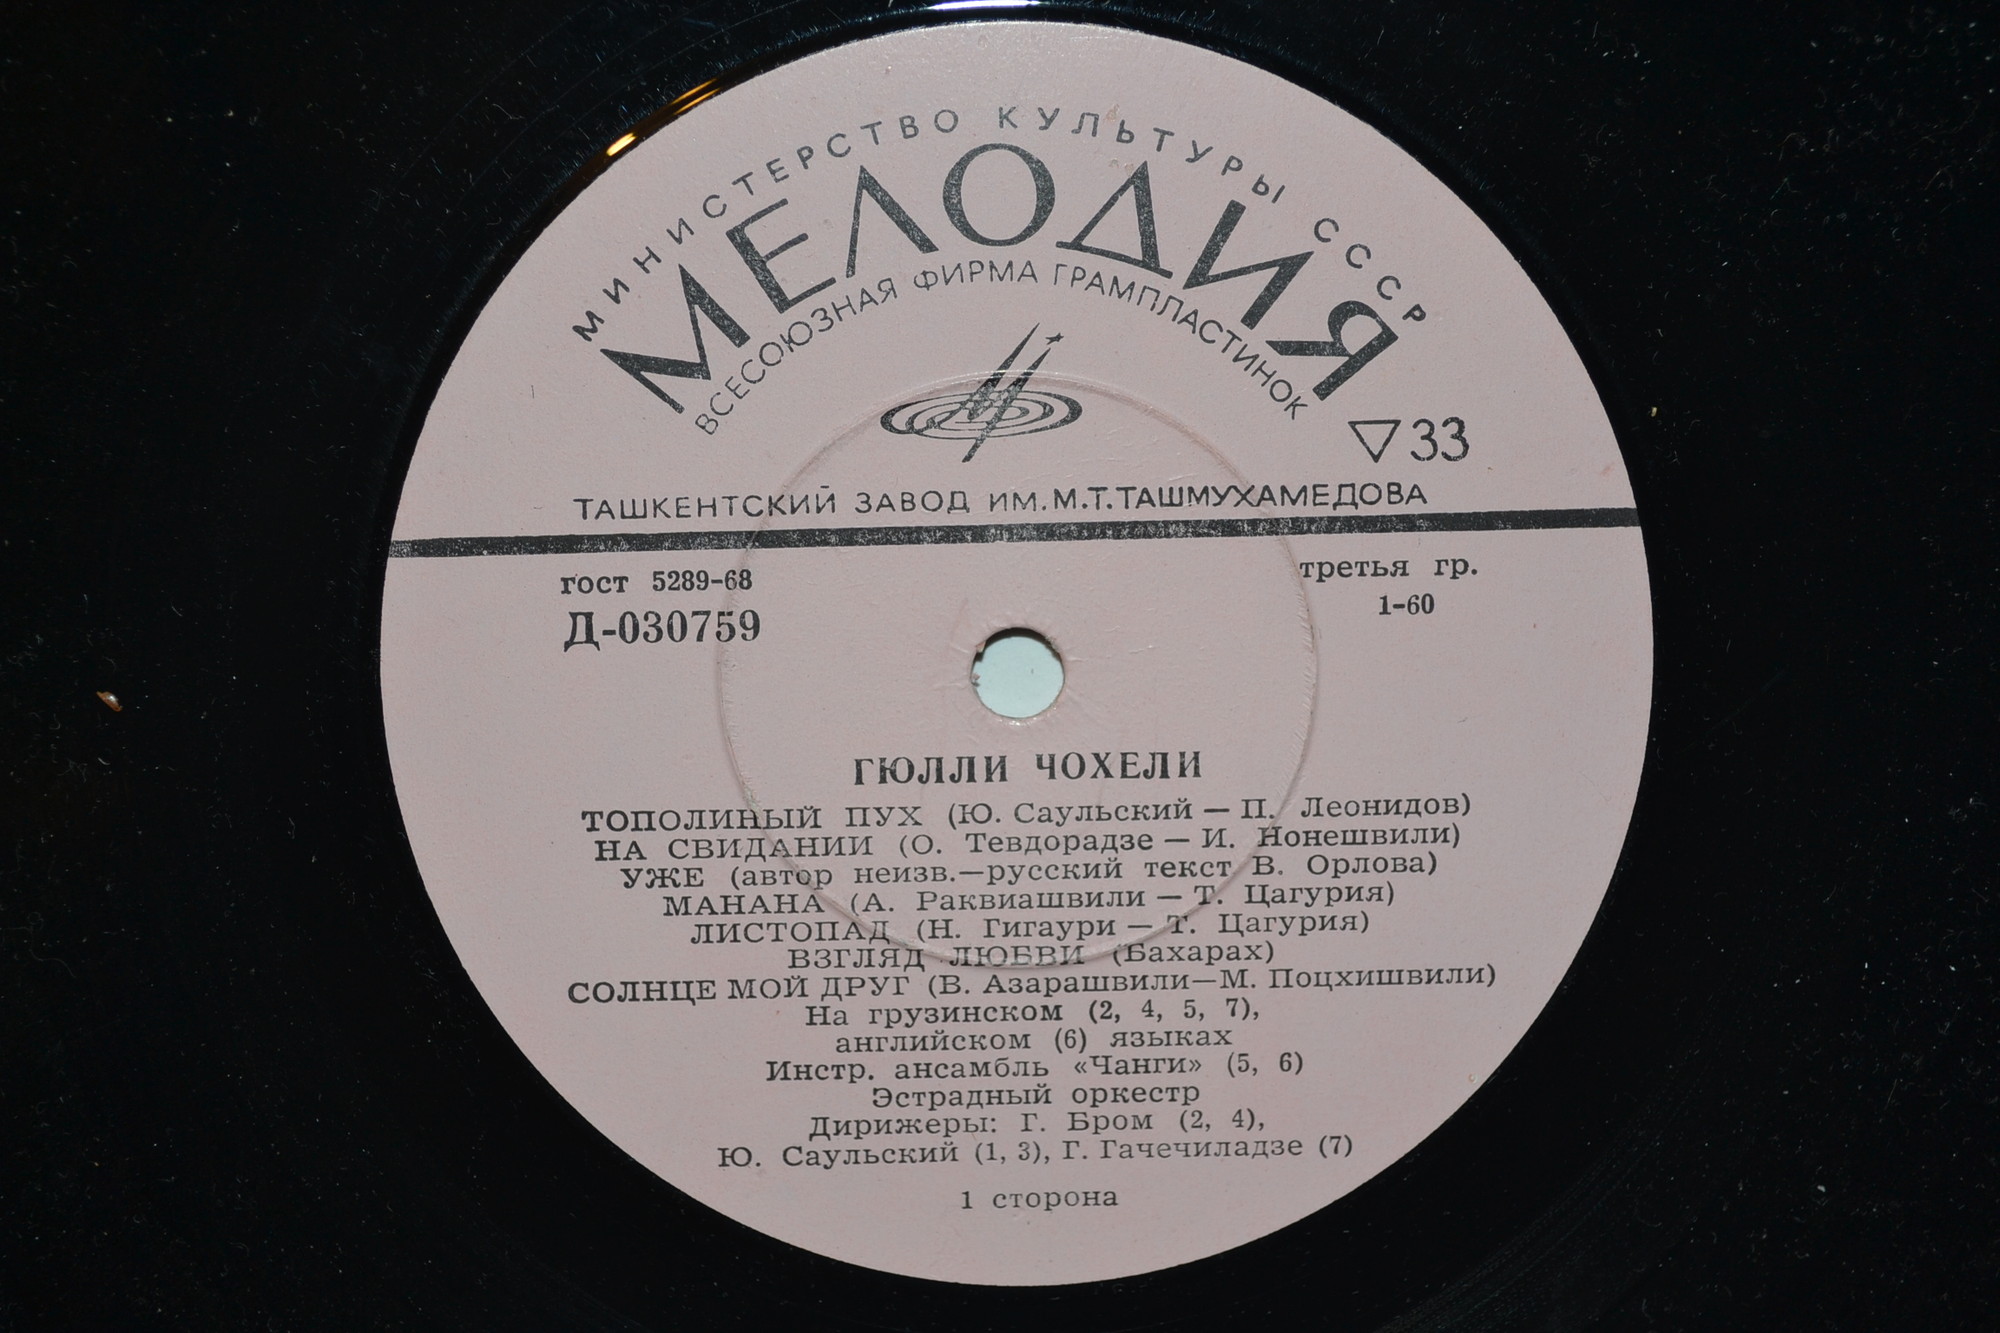 МИНИСТЕРСТВО КУЛЬТУРЫ СССР
МЕЛОДИЯ
ВСЕСОЮЗНАЯ ФИРМА ГРАМПЛАСТИНОК
▽33
ТАШКЕНТСКИЙ ЗАВОД ИМ.М.Т.ТАШМУХАМЕДОВА
гост 5289-68
третья гр.
Д-030759
1-60
ГЮЛЛИ ЧОХЕЛИ
ТОПОЛИНЫЙ ПУХ (Ю. Саульский — П. Леонидов)
НА СВИДАНИИ (О. Тевдорадзе — И. Нонешвили)
УЖЕ (автор неизв.—русский текст В. Орлова)
МАНАНА (А. Раквиашвили — Т. Цагурия)
ЛИСТОПАД (Н. Гигаури — Т. Цагурия)
ВЗГЛЯД ЛЮБВИ (Бахарах)
СОЛНЦЕ МОЙ ДРУГ (В. Азарашвили—М. Поцхишвили)
На грузинском (2, 4, 5, 7),
английском (6) языках
Инстр. ансамбль «Чанги» (5, 6)
Эстрадный оркестр
Дирижеры: Г. Бром (2, 4),
Ю. Саульский (1, 3), Г. Гачечиладзе (7)
1 сторона